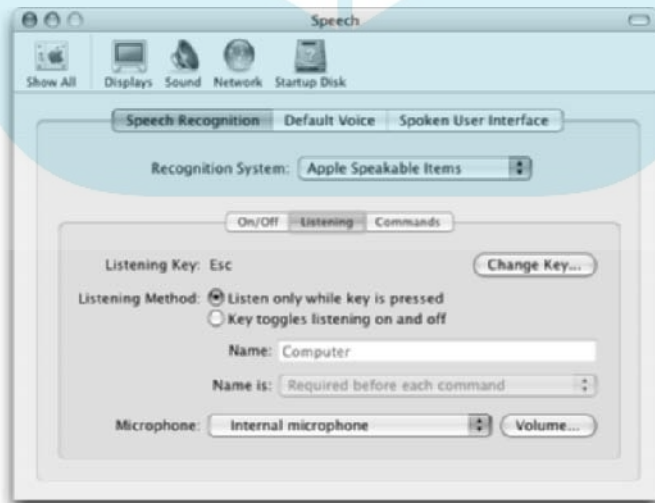 Speech
Show All Displays Sound Network Startup Disk
Speech Recognition Default Voice Spoken User Interface
Recognition System: Apple Speakable Items
On/Off Listening Commands
Listening Key: Esc Change Key...
Listening Method: Listen only while key is pressed
Key toggles listening on and off
Name: Computer
Name is: Required before each command
Microphone: Internal microphone Volume...